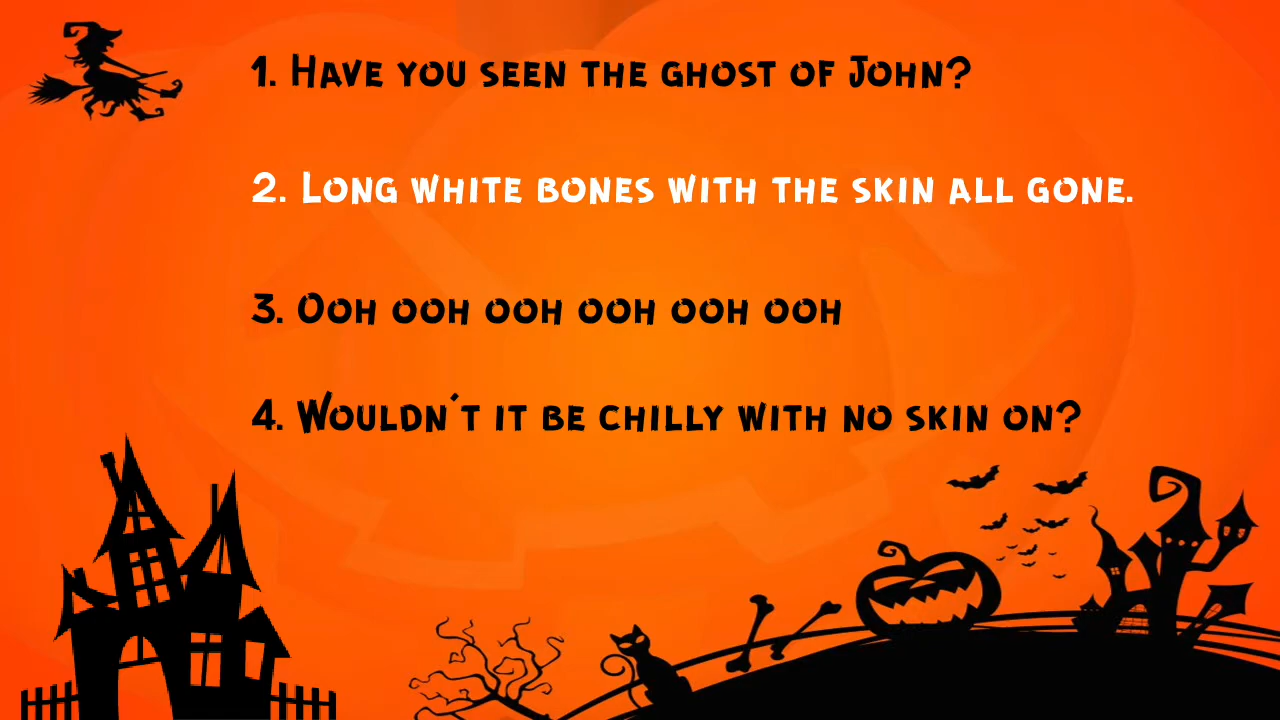 1. Have you seen the ghost of John?
2. Long white bones with the skin all gone.
3. Ooh ooh ooh ooh ooh ooh
4. Wouldn't it be chilly with no skin on?